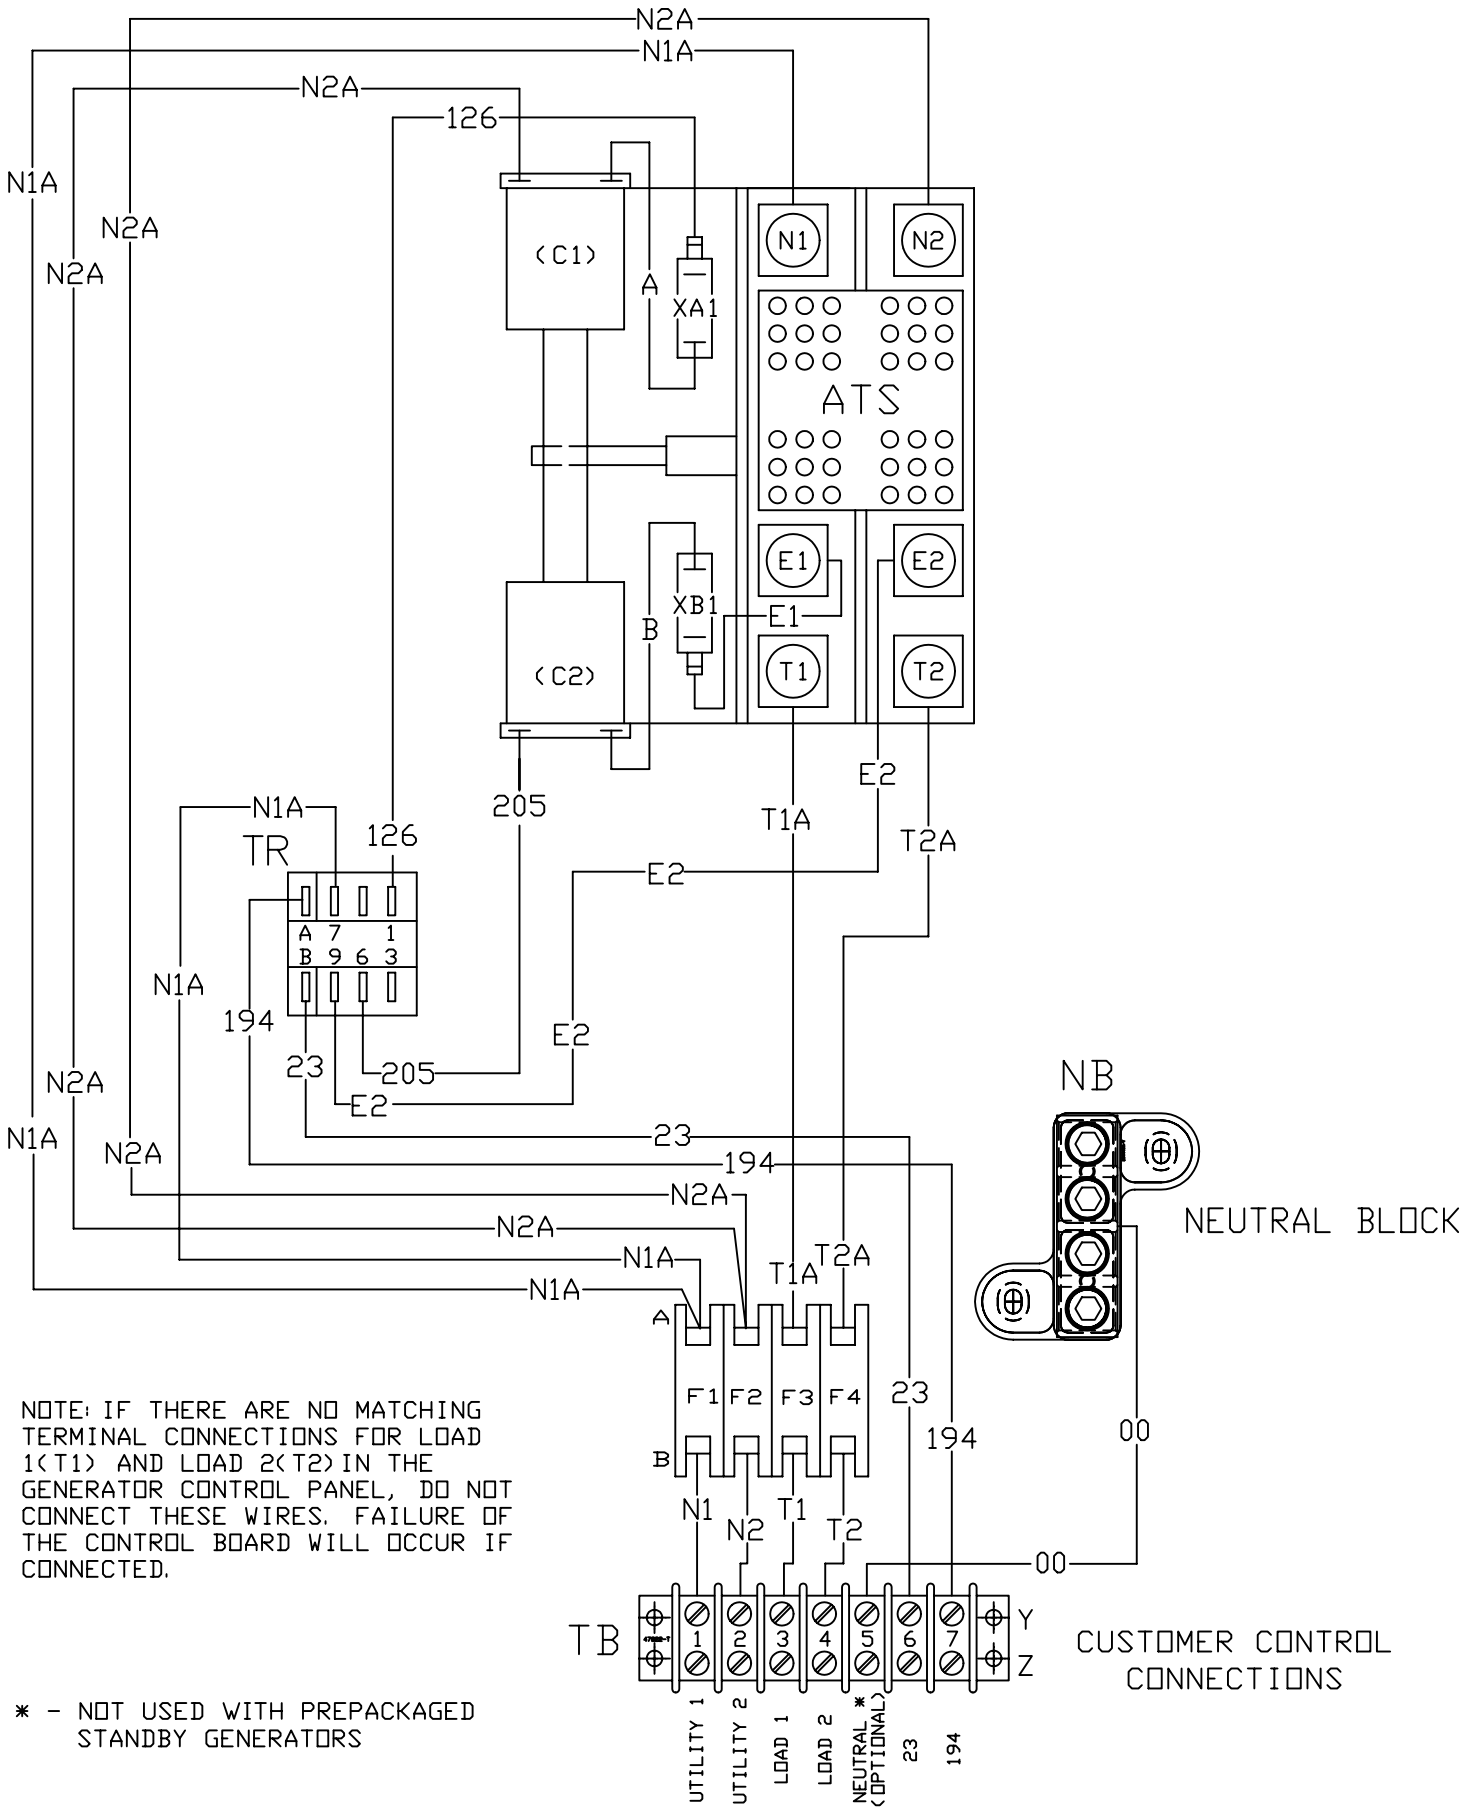 N2A
N1A
N2A
126
N1A
N2A
N2A
(C1)
A
XA1
N1
N2
ATS
E1
E2
XB1
E1
B
(C2)
T1
T2
E2
205
N1A
T1A
126
TR
T2A
E2
A 7 1
B 9 6 3
N1A
194
E2
23
205
N2A
E2
NB
N1A
23
N2A
194
N2A
NEUTRAL BLOCK
N2A
N1A
T2A
T1A
N1A
A
F1 F2 F3 F4
23
00
194
B
NOTE: IF THERE ARE NO MATCHING
TERMINAL CONNECTIONS FOR LOAD
1(T1) AND LOAD 2(T2) IN THE
GENERATOR CONTROL PANEL, DO NOT
CONNECT THESE WIRES. FAILURE OF
THE CONTROL BOARD WILL OCCUR IF
CONNECTED.
N1
N2
T1
T2
00
TB
1 2 3 4 5 6 7
Y
Z
CUSTOMER CONTROL
CONNECTIONS
UTILITY 1
UTILITY 2
LOAD 1
LOAD 2
NEUTRAL *
(OPTIONAL)
23
194
* - NOT USED WITH PREPACKAGED
STANDBY GENERATORS